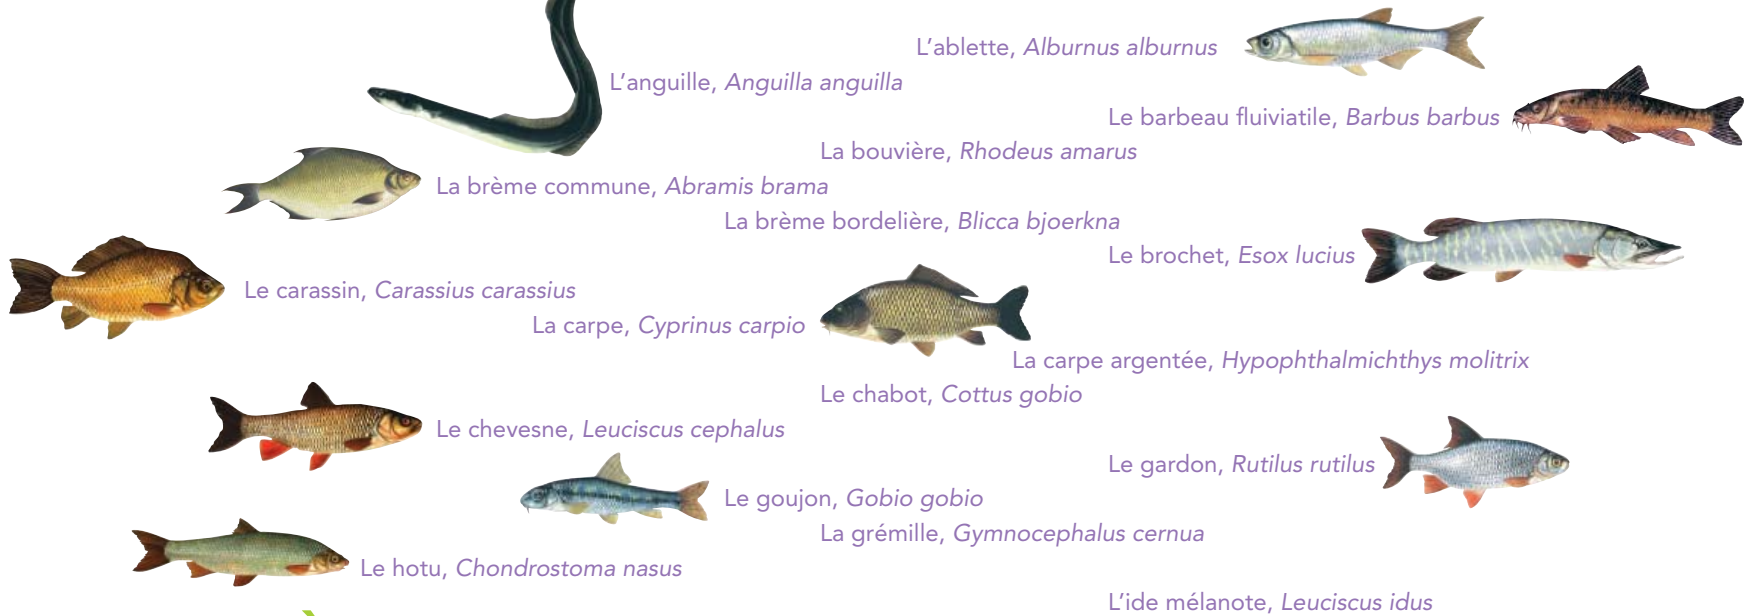 L'ablette, Alburnus alburnus
L'anguille, Anguilla anguilla
Le barbeau fluiviatile, Barbus barbus
La bouvière, Rhodeus amarus
La brème commune, Abramis brama
La brème bordelière, Blicca bjoerkna
Le brochet, Esox lucius
Le carassin, Carassius carassius
La carpe, Cyprinus carpio
La carpe argentée, Hypophthalmichthys molitrix
Le chabot, Cottus gobio
Le chevesne, Leuciscus cephalus
Le gardon, Rutilus rutilus
Le goujon, Gobio gobio
La grémille, Gymnocephalus cernua
Le hotu, Chondrostoma nasus
L'ide mélanote, Leuciscus idus